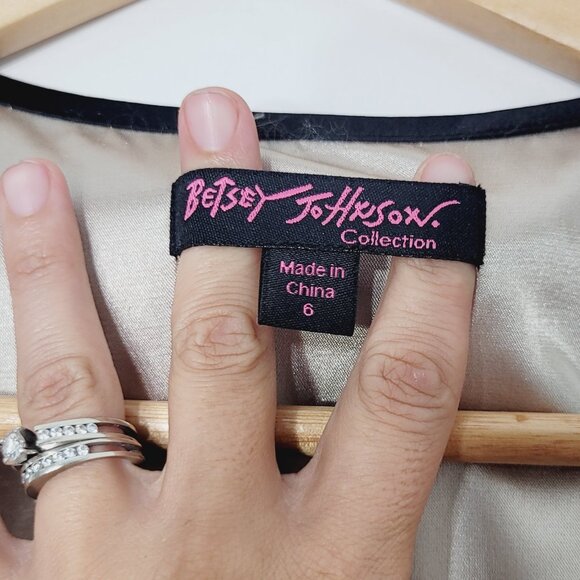 BETSEY JOHNSON.
Collection
Made in
China
6